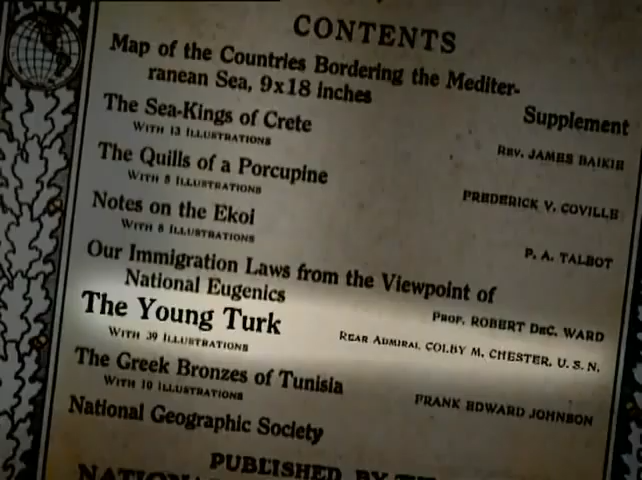 CONTENTS
Map of the Countries Bordering the Mediter-
ranean Sea, 9x18 inches
Supplement
The Sea-Kings of Crete
WITH 13 ILLUSTRATIONS
REV. JAMES BAIKIE
The Quills of a Porcupine
WITH 8 ILLUSTRATIONS
FREDERICK V. COVILLE
Notes on the Ekoi
WITH 8 ILLUSTRATIONS
P. A. TALBOT
Our Immigration Laws from the Viewpoint of
National Eugenics
PROF. ROBERT DEC. WARD
The Young Turk
WITH 39 ILLUSTRATIONS
REAR ADMIRAL COLBY M. CHESTER, U. S. N.
The Greek Bronzes of Tunisia
WITH 10 ILLUSTRATIONS
FRANK EDWARD JOHNSON
National Geographic Society
PUBLISHED BY